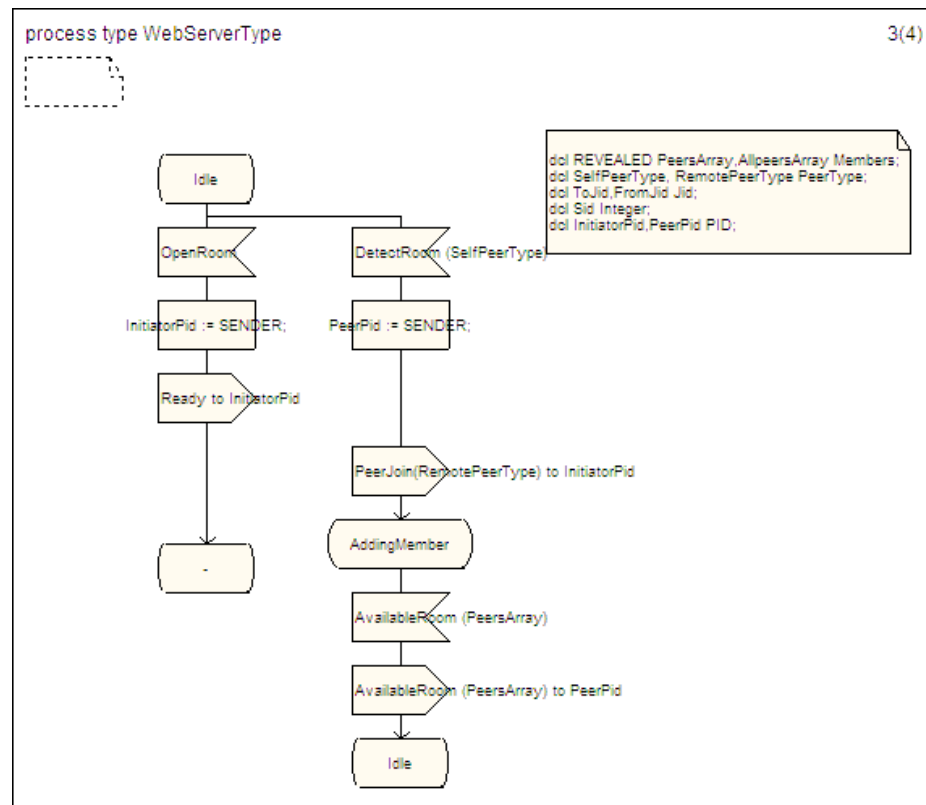 process type WebServerType
3(4)
dcl REVEALED PeersArray,AllpeersArray Members;
dcl SelfPeerType, RemotePeerType PeerType;
dcl ToJid,FromJid Jid;
dcl Sid Integer;
dcl InitiatorPid,PeerPid PID;
Idle
OpenRoom
DetectRoom (SelfPeerType)
InitiatorPid := SENDER;
PeerPid := SENDER;
Ready to InitiatorPid
PeerJoin(RemotePeerType) to InitiatorPid
AddingMember
-
AvailableRoom (PeersArray)
AvailableRoom (PeersArray) to PeerPid
Idle